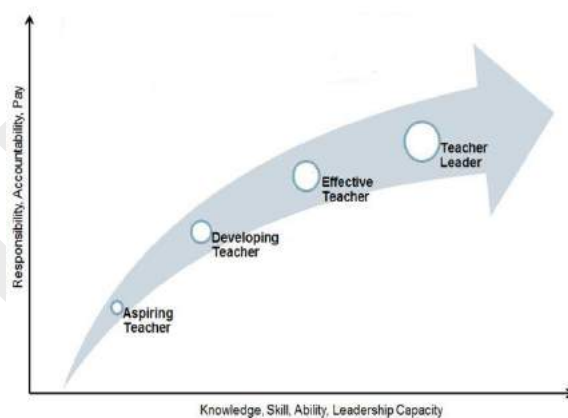 Responsibility, Accountability, Pay
Teacher
Leader
Effective
Teacher
Developing
Teacher
Aspiring
Teacher
Knowledge, Skill, Ability, Leadership Capacity